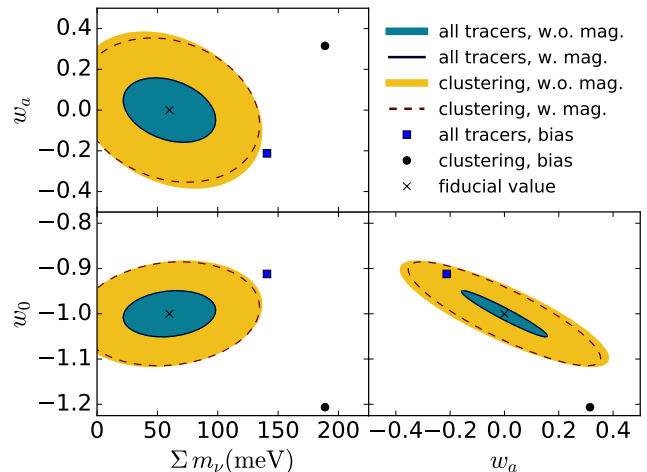 0.4
0.2
0.0
−0.2
−0.4
w_a
all tracers, w.o. mag.
all tracers, w. mag.
clustering, w.o. mag.
clustering, w. mag.
all tracers, bias
clustering, bias
fiducial value
−0.8
−0.9
−1.0
−1.1
−1.2
w_0
0 50 100 150 200
Σ m_ν(meV)
−0.4 −0.2 0.0 0.2 0.4
w_a